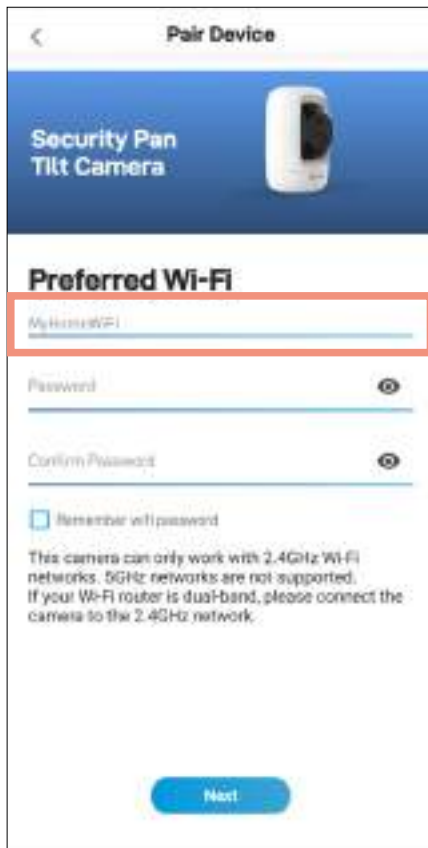 Pair Device
Security Pan
Tilt Camera
Preferred Wi-Fi
MyHomeWiFi
Password
Confirm Password
Remember wifi password
This camera can only work with 2.4GHz Wi-Fi
networks. 5GHz networks are not supported.
If your Wi-Fi router is dual-band, please connect the
camera to the 2.4GHz network.
Next